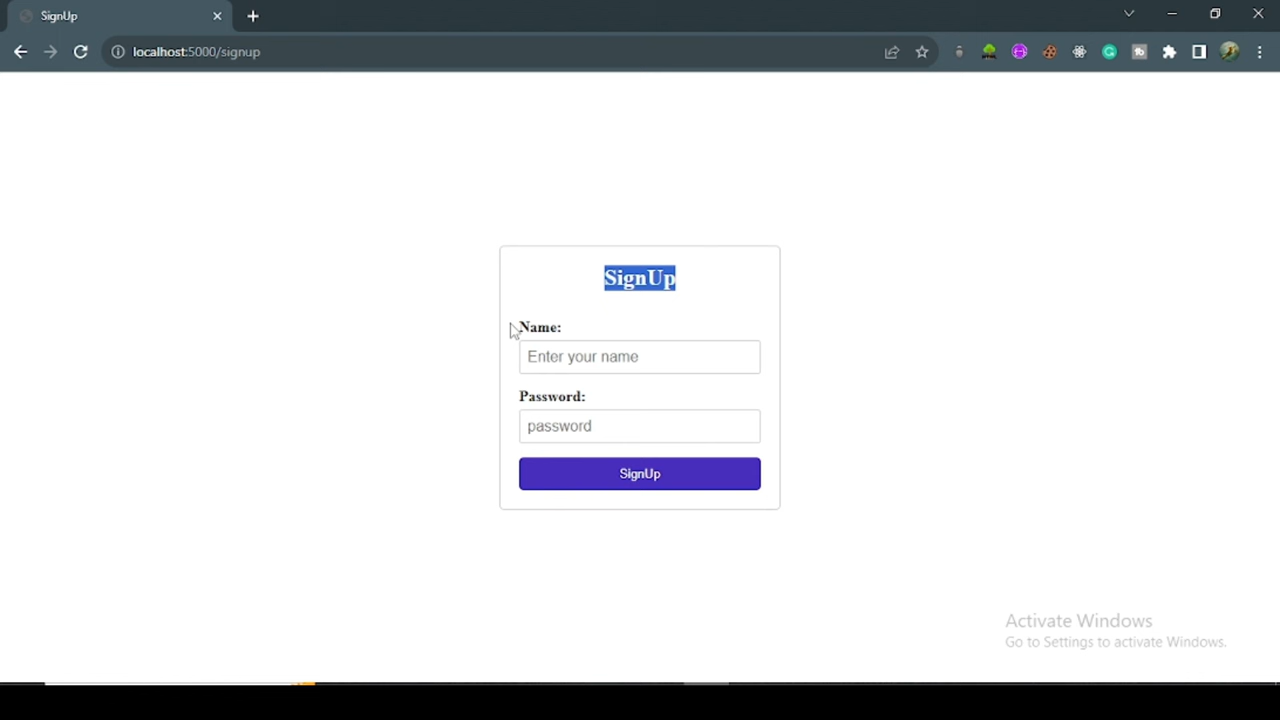 SignUp
localhost:5000/signup
SignUp
Name:
Enter your name
Password:
password
SignUp
Activate Windows
Go to Settings to activate Windows.